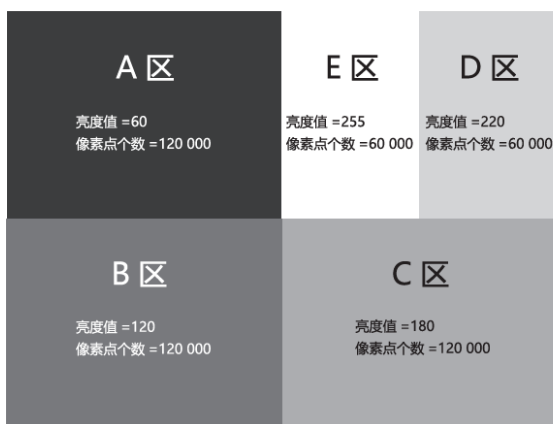 A 区
亮度值 =60
像素点个数 =120 000
E 区
亮度值 =255
像素点个数 =60 000
D 区
亮度值 =220
像素点个数 =60 000
B 区
亮度值 =120
像素点个数 =120 000
C 区
亮度值 =180
像素点个数 =120 000